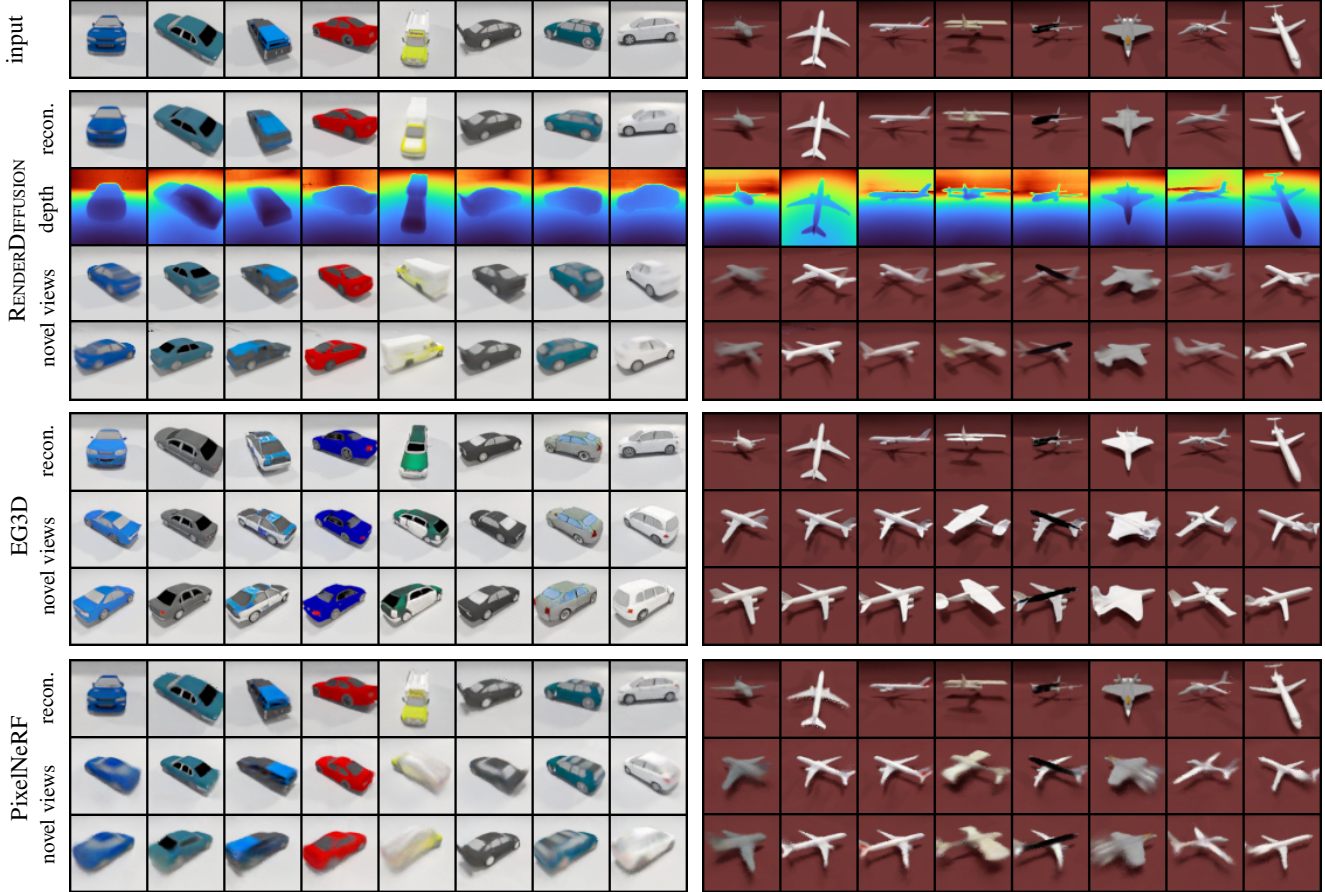 input
RENDERDIFFUSION
recon.
depth
novel views
EG3D
recon.
novel views
PixelNeRF
recon.
novel views